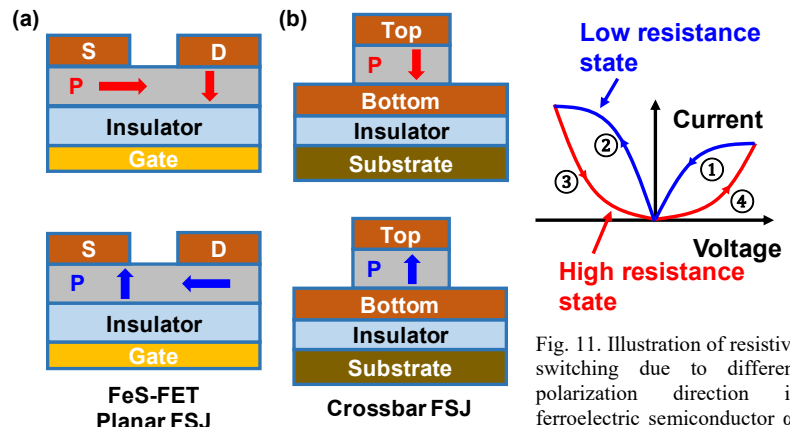 (a)
S
D
P
Insulator
Gate
S
D
P
Insulator
Gate
FeS-FET
Planar FSJ
(b)
Top
P
Bottom
Insulator
Substrate
Top
P
Bottom
Insulator
Substrate
Crossbar FSJ
Low resistance
state
Current
②
①
③
④
Voltage
High resistance
state
Fig. 11. Illustration of resistiv
switching due to differen
polarization direction i
ferroelectric semiconductor α